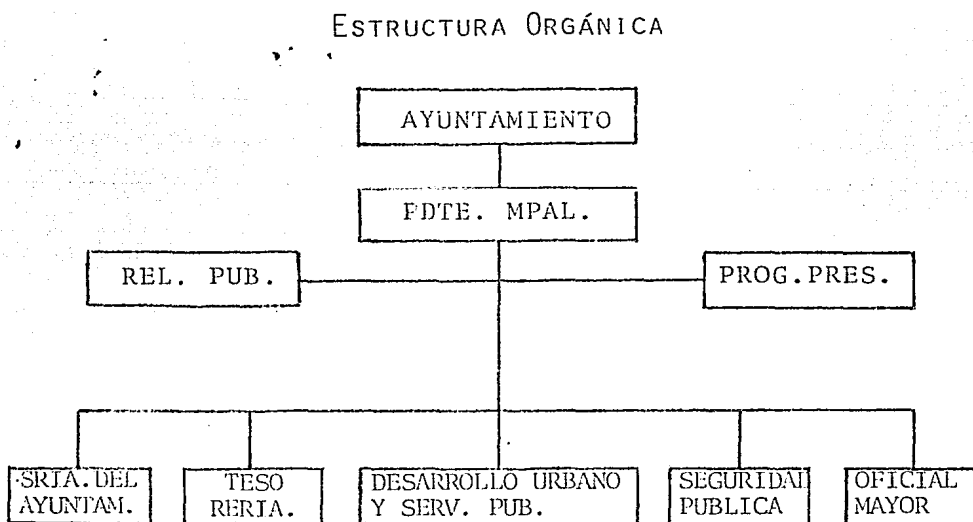 ESTRUCTURA ORGÁNICA
AYUNTAMIENTO
PDTE. MPAL.
REL. PUB.
PROG.PRES.
SRIA.DEL
AYUNTAM.
TESO
RERIA.
DESARROLLO URBANO
Y SERV. PUB.
SEGURIDAD
PUBLICA
OFICIAL
MAYOR